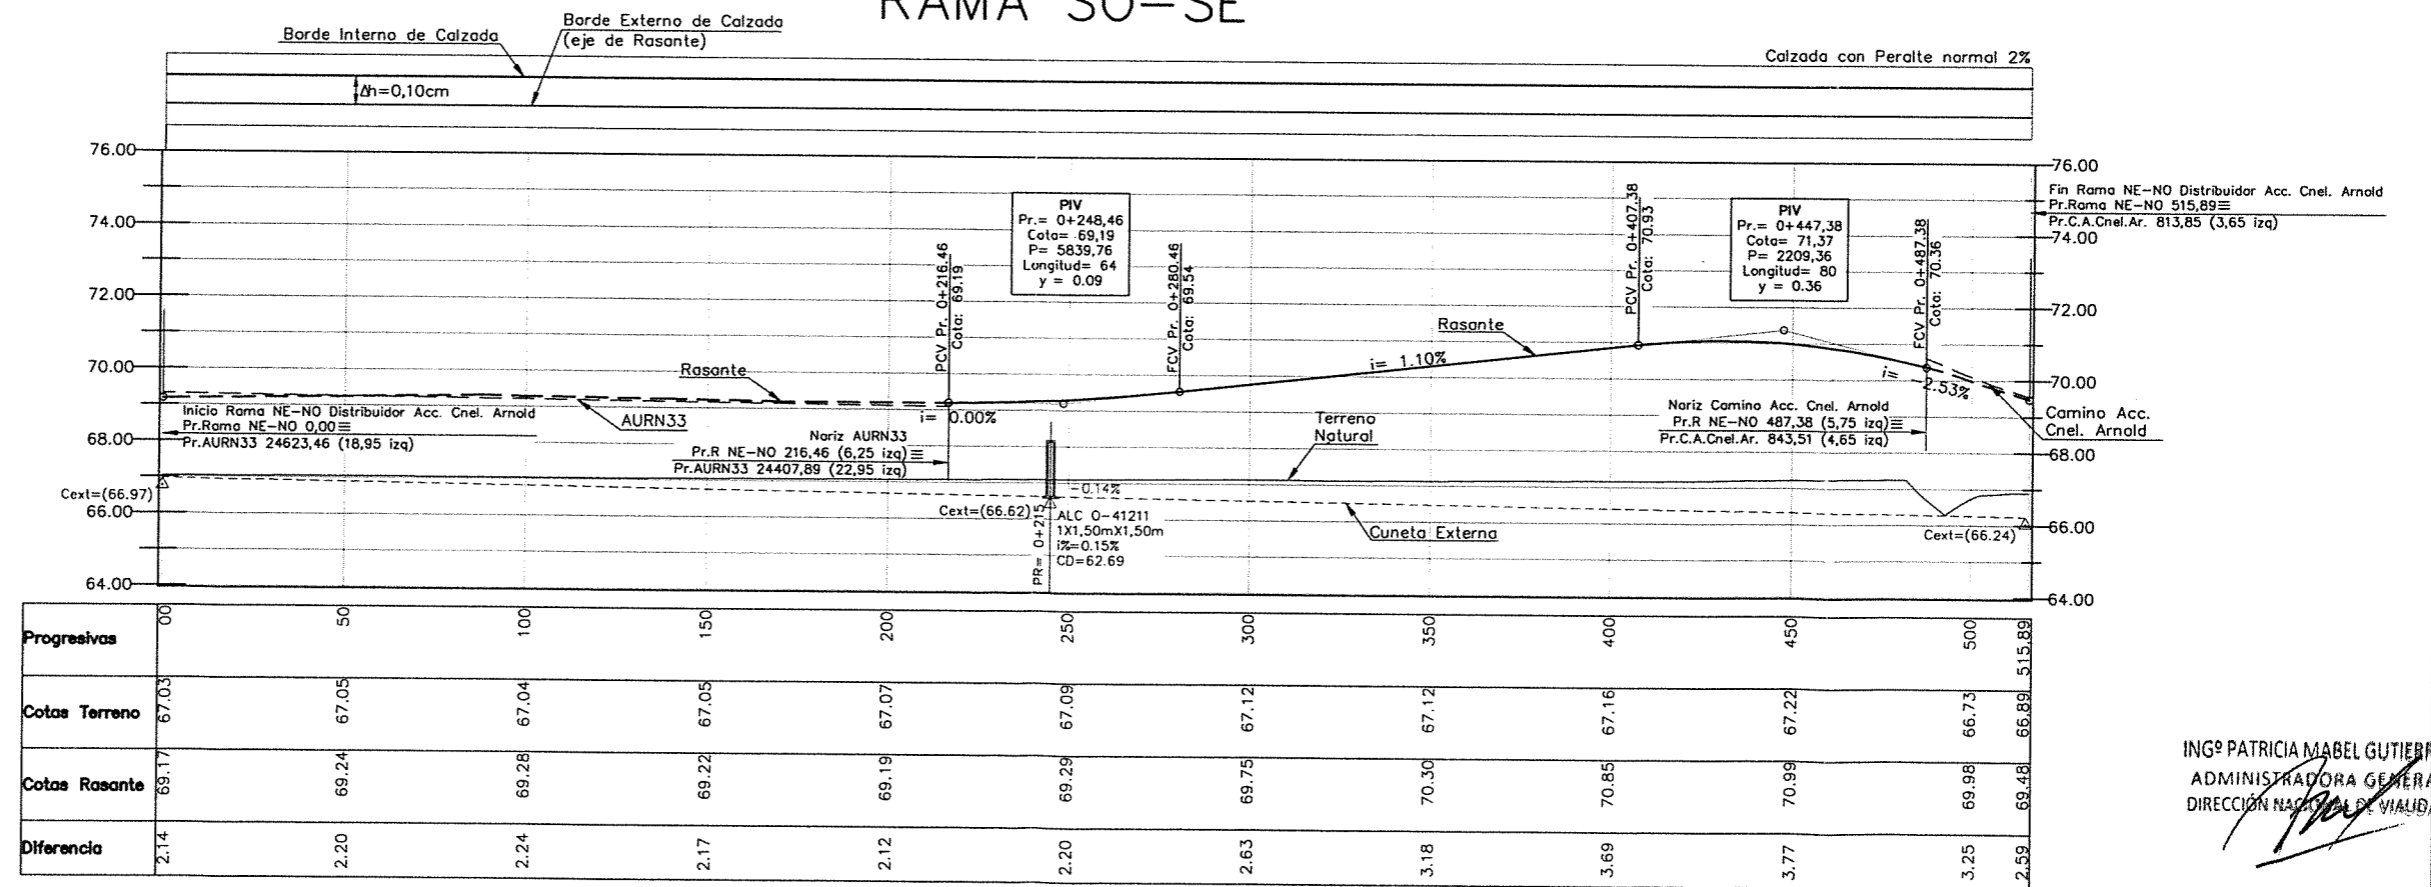 RAMA SO-SE
Borde Externo de Calzada
(eje de Rasante)
Borde Interno de Calzada
Calzada con Peralte normal 2%
Δh=0,10cm
76.00
74.00
72.00
70.00
68.00
66.00
64.00
76.00
74.00
72.00
70.00
68.00
66.00
64.00
Fin Rama NE-NO Distribuidor Acc. Cnel. Arnold
Pr.Rama NE-NO 515,89≡
Pr.C.A.Cnel.Ar. 813,85 (3,65 izq)
PIV
Pr.= 0+248,46
Cota= 69,19
P= 5839,76
Longitud= 64
y = 0.09
PIV
Pr.= 0+447,38
Cota= 71,37
P= 2209,36
Longitud= 80
y = 0.36
PCV Pr. 0+216.46
Cota: 69.19
FCV Pr. 0+280.46
Cota: 69.54
PCV Pr. 0+407.38
Cota: 70.93
FCV Pr. 0+487.38
Cota: 70.36
Rasante
Rasante
i= 1.10%
i= -2.53%
i= 0.00%
Inicio Rama NE-NO Distribuidor Acc. Cnel. Arnold
Pr.Rama NE-NO 0,00≡
Pr.AURN33 24623,46 (18,95 izq)
AURN33
Nariz AURN33
Pr.R NE-NO 216,46 (6,25 izq)≡
Pr.AURN33 24407,89 (22,95 izq)
Terreno
Natural
Nariz Camino Acc. Cnel. Arnold
Pr.R NE-NO 487,38 (5,75 izq)≡
Pr.C.A.Cnel.Ar. 843,51 (4,65 izq)
Camino Acc.
Cnel. Arnold
Cext=(66.97)
-0.14%
Cext=(66.62)
PR= 0+215
ALC O-41211
1X1,50mX1,50m
i%=0.15%
CD=62.69
Cuneta Externa
Cext=(66.24)
Progresivas 00 50 100 150 200 250 300 350 400 450 500 515.89
Cotas Terreno 67.03 67.05 67.04 67.05 67.07 67.09 67.12 67.12 67.16 67.22 66.73 66.89
Cotas Rasante 69.17 69.24 69.28 69.22 69.19 69.29 69.75 70.30 70.85 70.99 69.98 69.48
Diferencia 2.14 2.20 2.24 2.17 2.12 2.20 2.63 3.18 3.69 3.77 3.25 2.59
INGº PATRICIA MABEL
ADMINISTRADORA
DIRECCIÓN